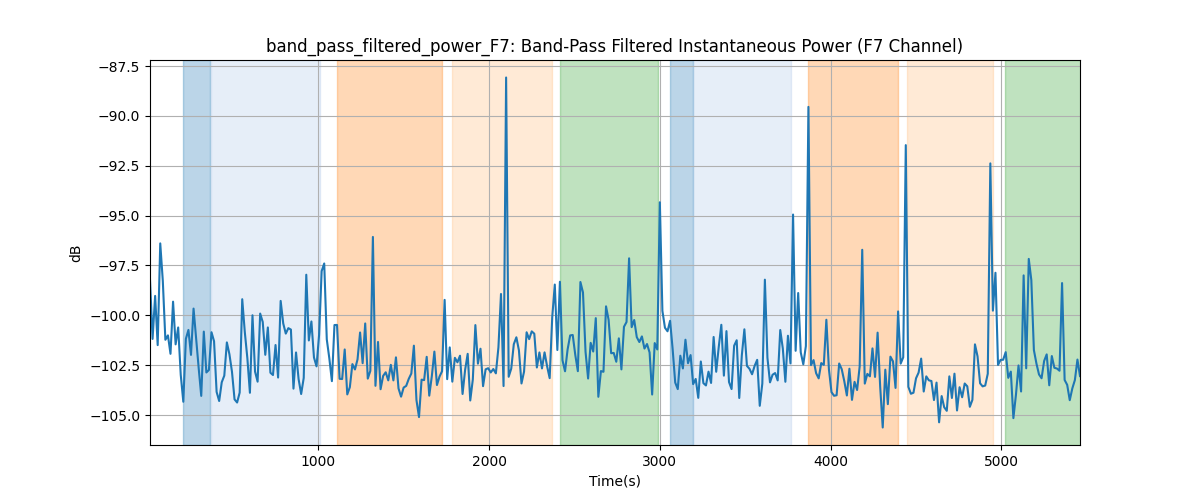 band_pass_filtered_power_F7: Band-Pass Filtered Instantaneous Power (F7 Channel)
dB
−87.5
−90.0
−92.5
−95.0
−97.5
−100.0
−102.5
−105.0
1000 2000 3000 4000 5000
Time(s)